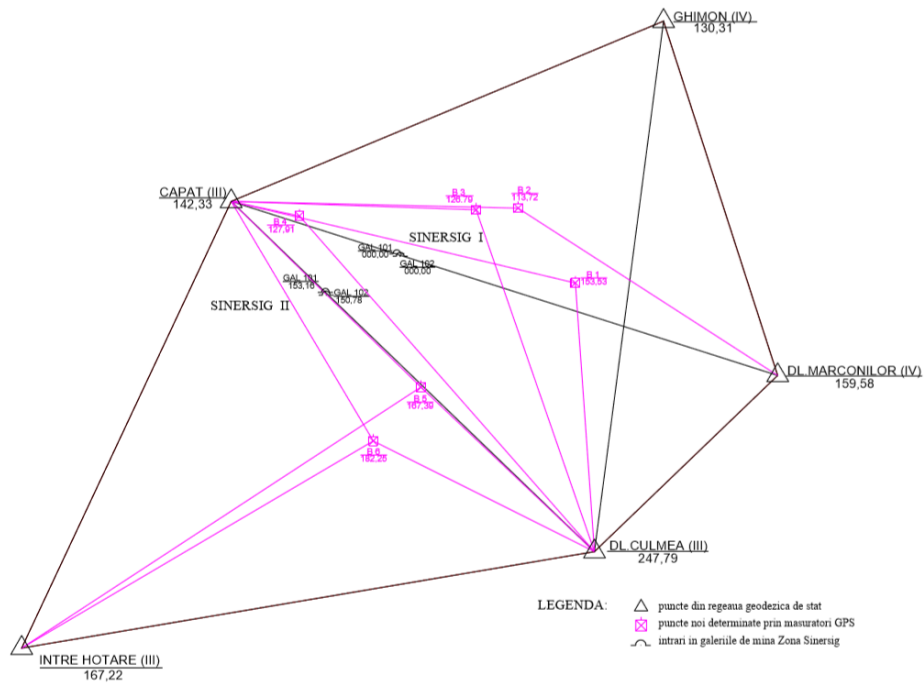 GHIMON (IV)
130,31
CAPAT (III)
142,33
B.3
126.79
B.2
113,72
B.4
127,91
SINERSIG I
GAL 101
000,00
GAL 102
000,00
B.1
153,53
GAL 101
153,16
GAL 102
150,78
SINERSIG II
DL.MARCONILOR (IV)
159,58
B.5
167,39
B.6
182,25
DL.CULMEA (III)
247,79
LEGENDA:
puncte din regeaua geodezica de stat
puncte noi determinate prin masuratori GPS
intrari in galeriile de mina Zona Sinersig
INTRE HOTARE (III)
167,22